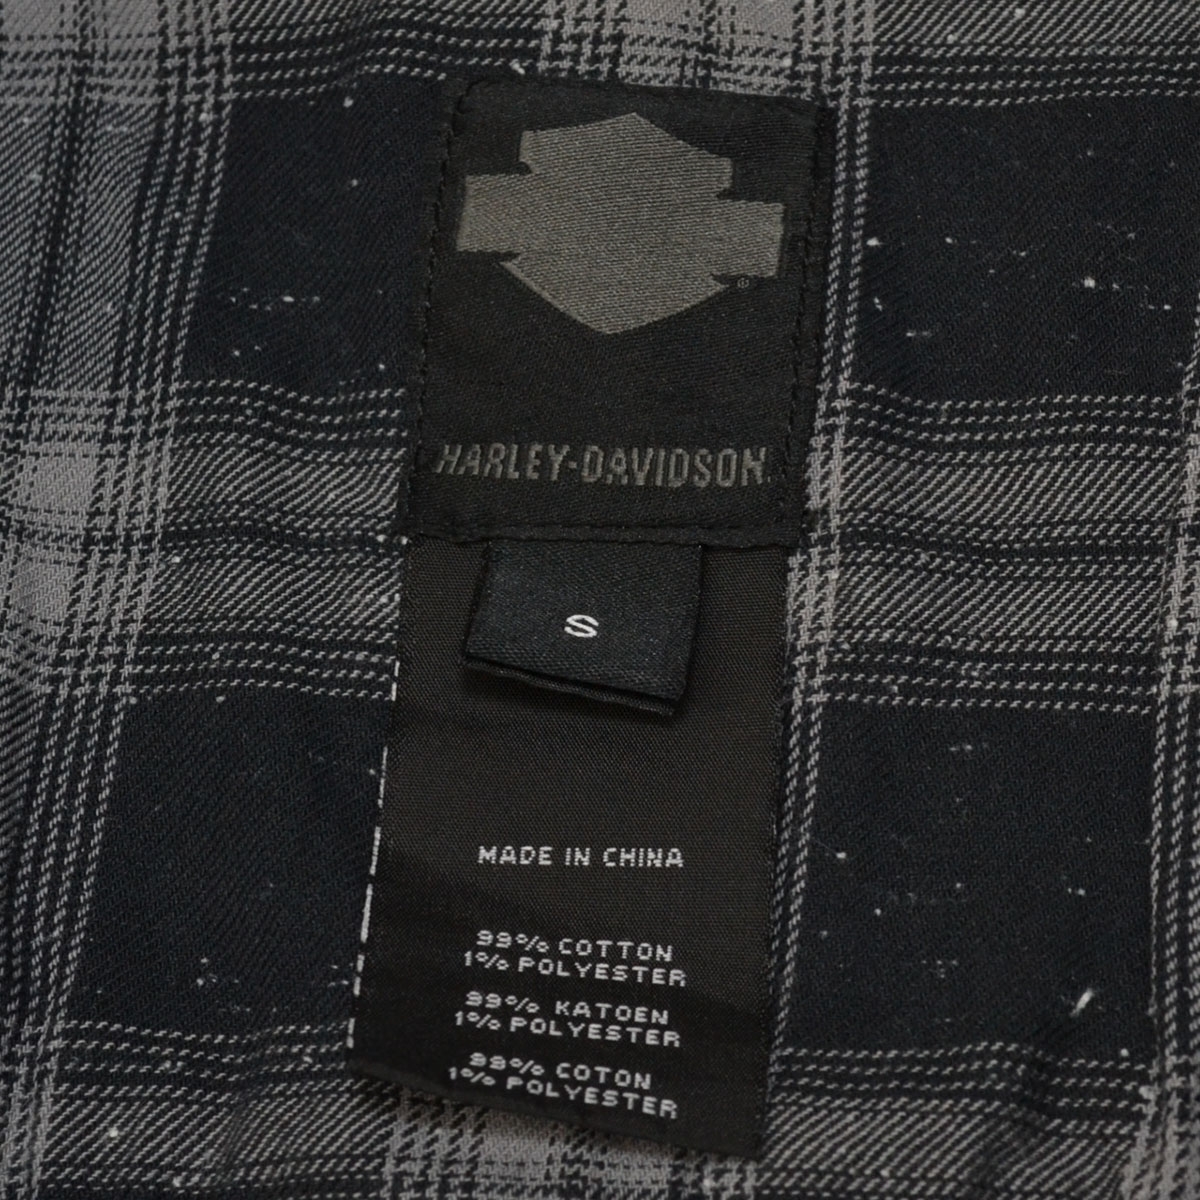 ®
HARLEY-DAVIDSON
S
MADE IN CHINA
99% COTTON
1% POLYESTER
99% KATOEN
1% POLYESTER
99% COTON
1% POLYESTER